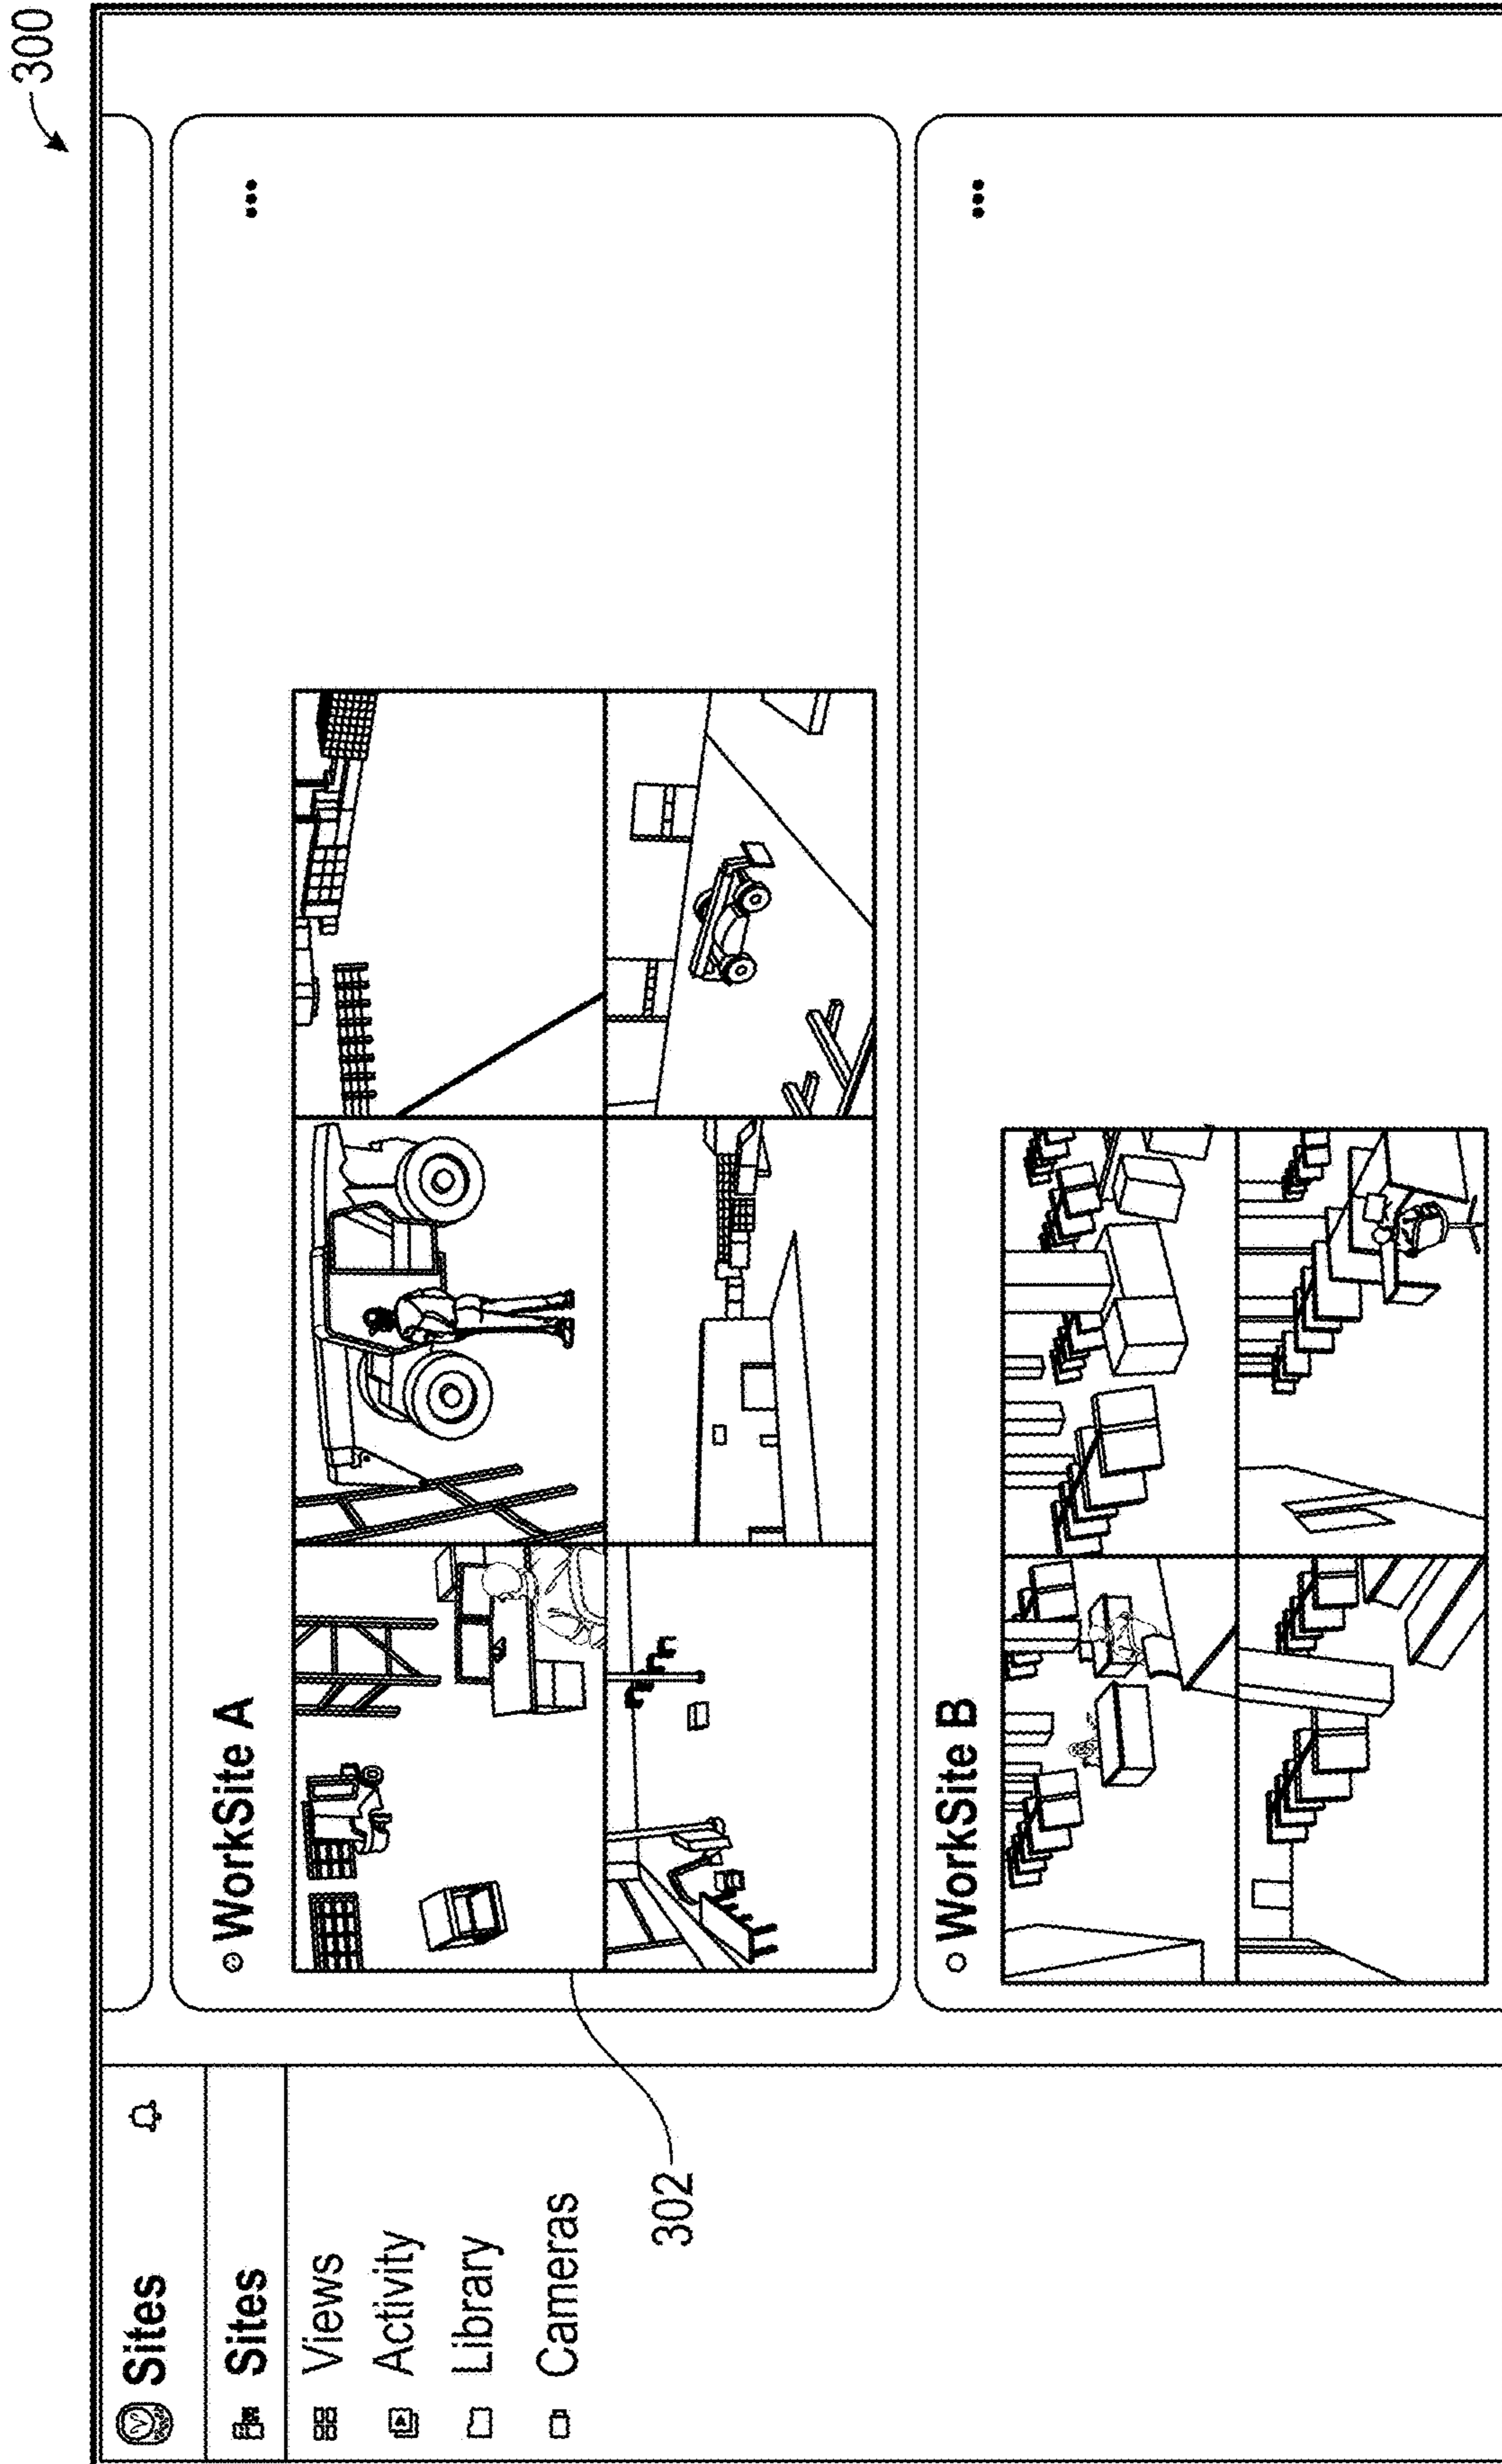 300
Sites
Sites
Views
Activity
Library
Cameras
302
WorkSite A
WorkSite B